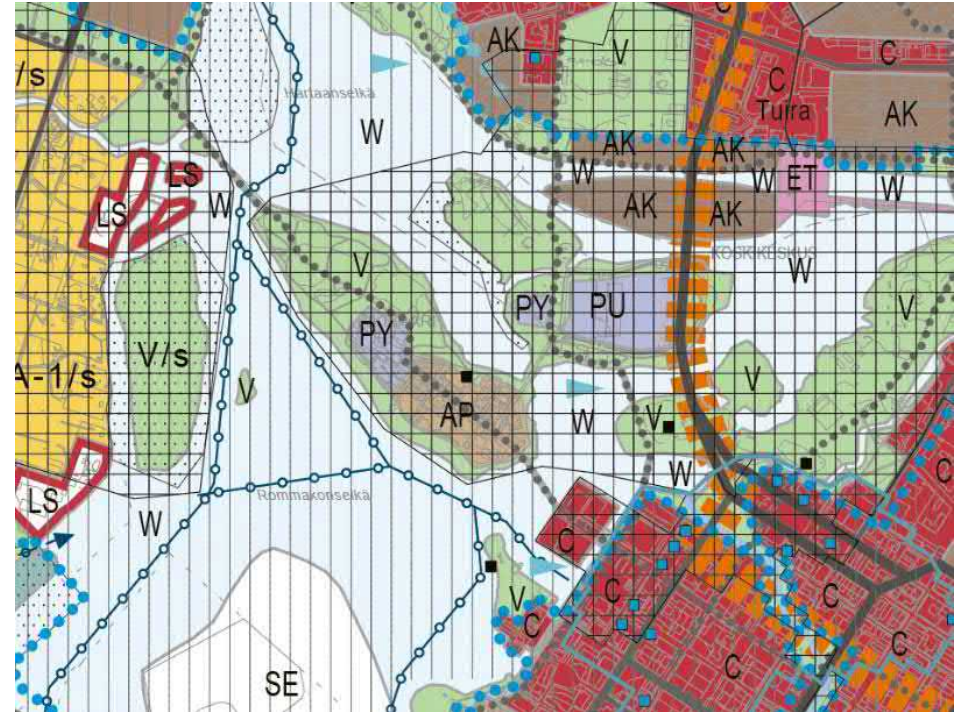 C
AK
V
C
/s
Hartaanselkä
C
Tuira
AK
W
AK
AK
LS
W
W
ET
W
LS
W
AK
AK
KOSKIKESKUS
V
W
V
PY
PY
PU
V/s
A-1/s
V
V
AP
W
V
C
W
LS
Rommakonselkä
W
C
V
C
C
C
C
SE